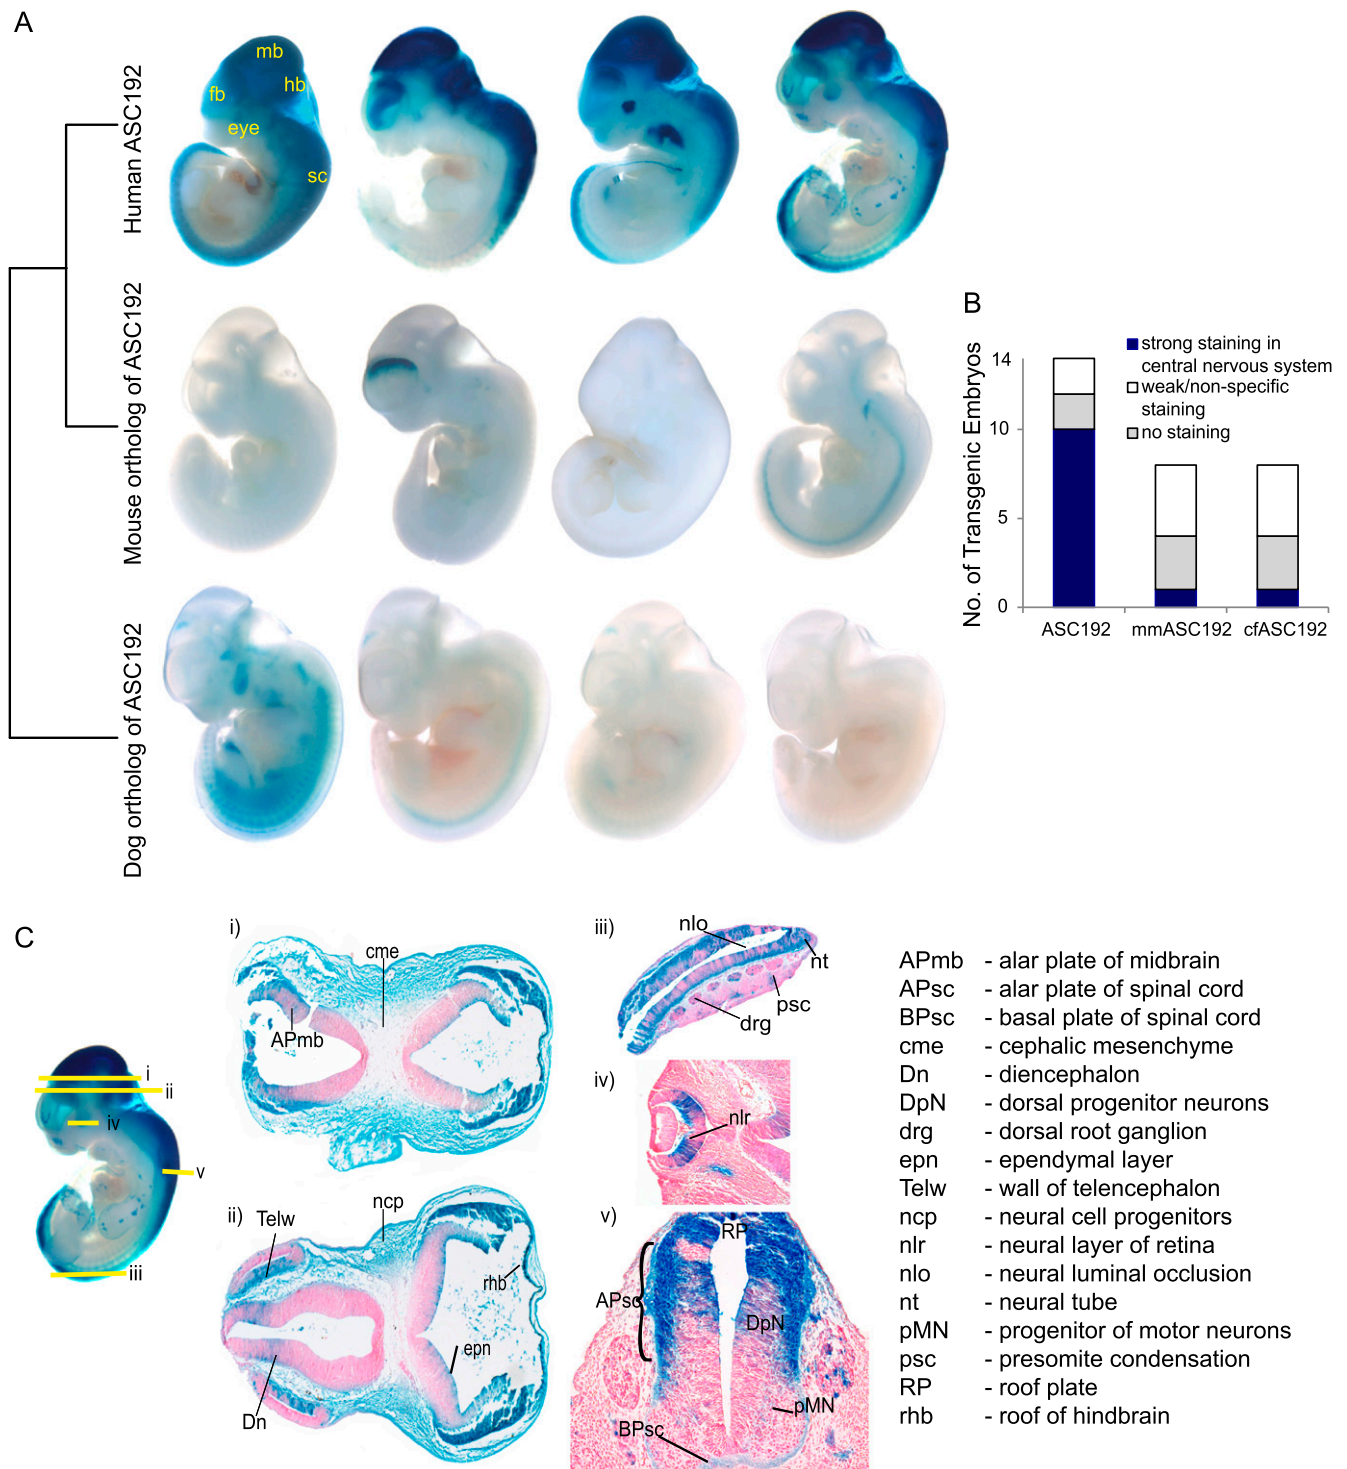 A
Human ASC192
mb
hb
fb
eye
sc
Mouse ortholog of ASC192
Dog ortholog of ASC192
B
No. of Transgenic Embryos
14
10
5
0
strong staining in
central nervous system
weak/non-specific
staining
no staining
ASC192 mmASC192 cfASC192
C
i
ii
iv
v
iii
i)
cme
APmb
ii)
Telw
ncp
rhb
epn
Dn
iii)
nlo
nt
psc
drg
iv)
nlr
v)
RP
APsc
DpN
pMN
BPsc
APmb - alar plate of midbrain
APsc - alar plate of spinal cord
BPsc - basal plate of spinal cord
cme - cephalic mesenchyme
Dn - diencephalon
DpN - dorsal progenitor neurons
drg - dorsal root ganglion
epn - ependymal layer
Telw - wall of telencephalon
ncp - neural cell progenitors
nlr - neural layer of retina
nlo - neural luminal occlusion
nt - neural tube
pMN - progenitor of motor neurons
psc - presomite condensation
RP - roof plate
rhb - roof of hindbrain